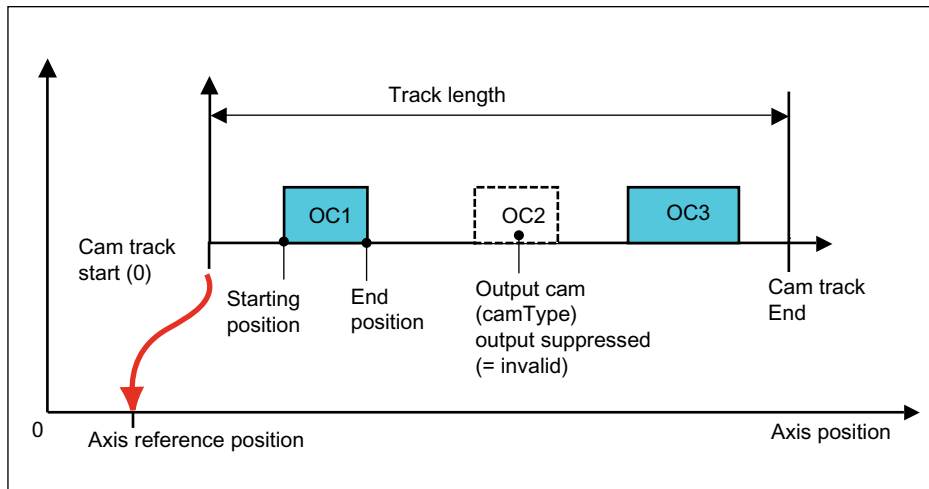 Track length
OC1
OC2
OC3
Cam track
start (0)
Starting
position
End
position
Output cam
(camType)
output suppressed
(= invalid)
Cam track
End
0
Axis reference position
Axis position